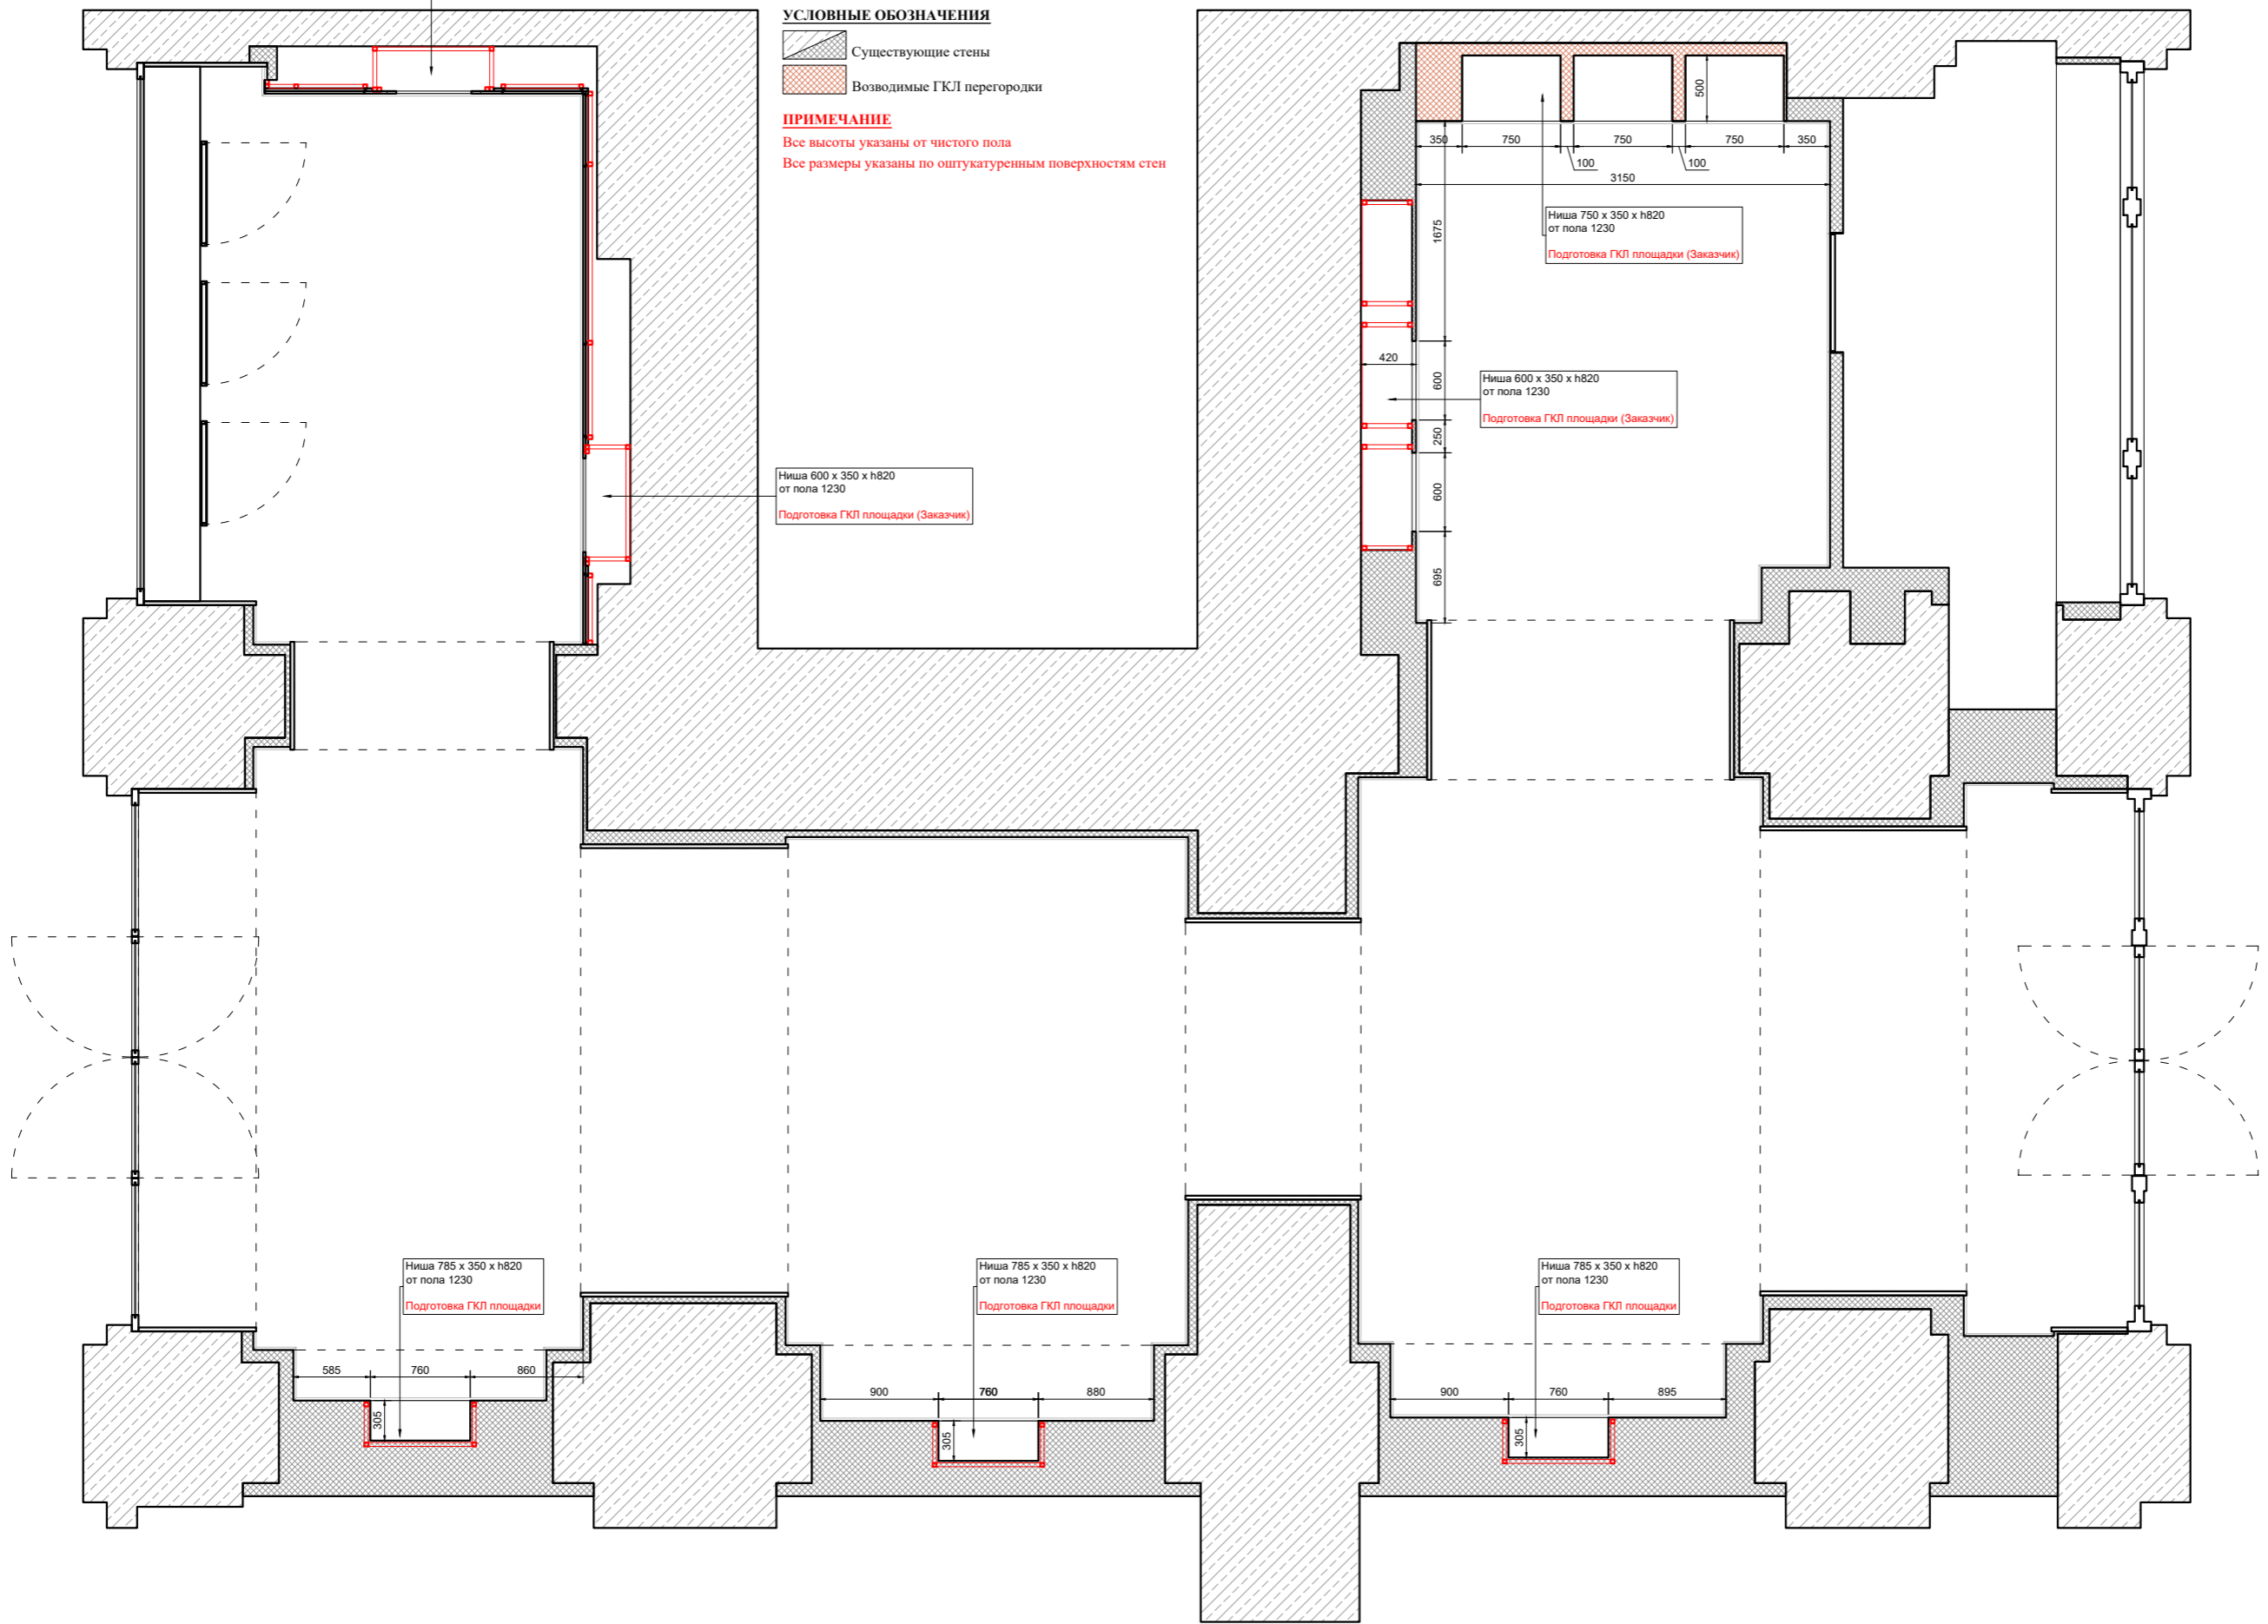 УСЛОВНЫЕ ОБОЗНАЧЕНИЯ
Существующие стены
Возводимые ГКЛ перегородки
ПРИМЕЧАНИЕ
Все высоты указаны от чистого пола
Все размеры указаны по оштукатуренным поверхностям стен
500
350
750
750
750
350
100
100
3150
1675
Ниша 750 x 350 x h820
от пола 1230
Подготовка ГКЛ площадки (Заказчик)
420
600
Ниша 600 x 350 x h820
от пола 1230
Подготовка ГКЛ площадки (Заказчик)
250
600
695
Ниша 600 x 350 x h820
от пола 1230
Подготовка ГКЛ площадки (Заказчик)
Ниша 785 x 350 x h820
от пола 1230
Подготовка ГКЛ площадки
Ниша 785 x 350 x h820
от пола 1230
Подготовка ГКЛ площадки
Ниша 785 x 350 x h820
от пола 1230
Подготовка ГКЛ площадки
585
760
860
305
900
760
880
305
900
760
895
305